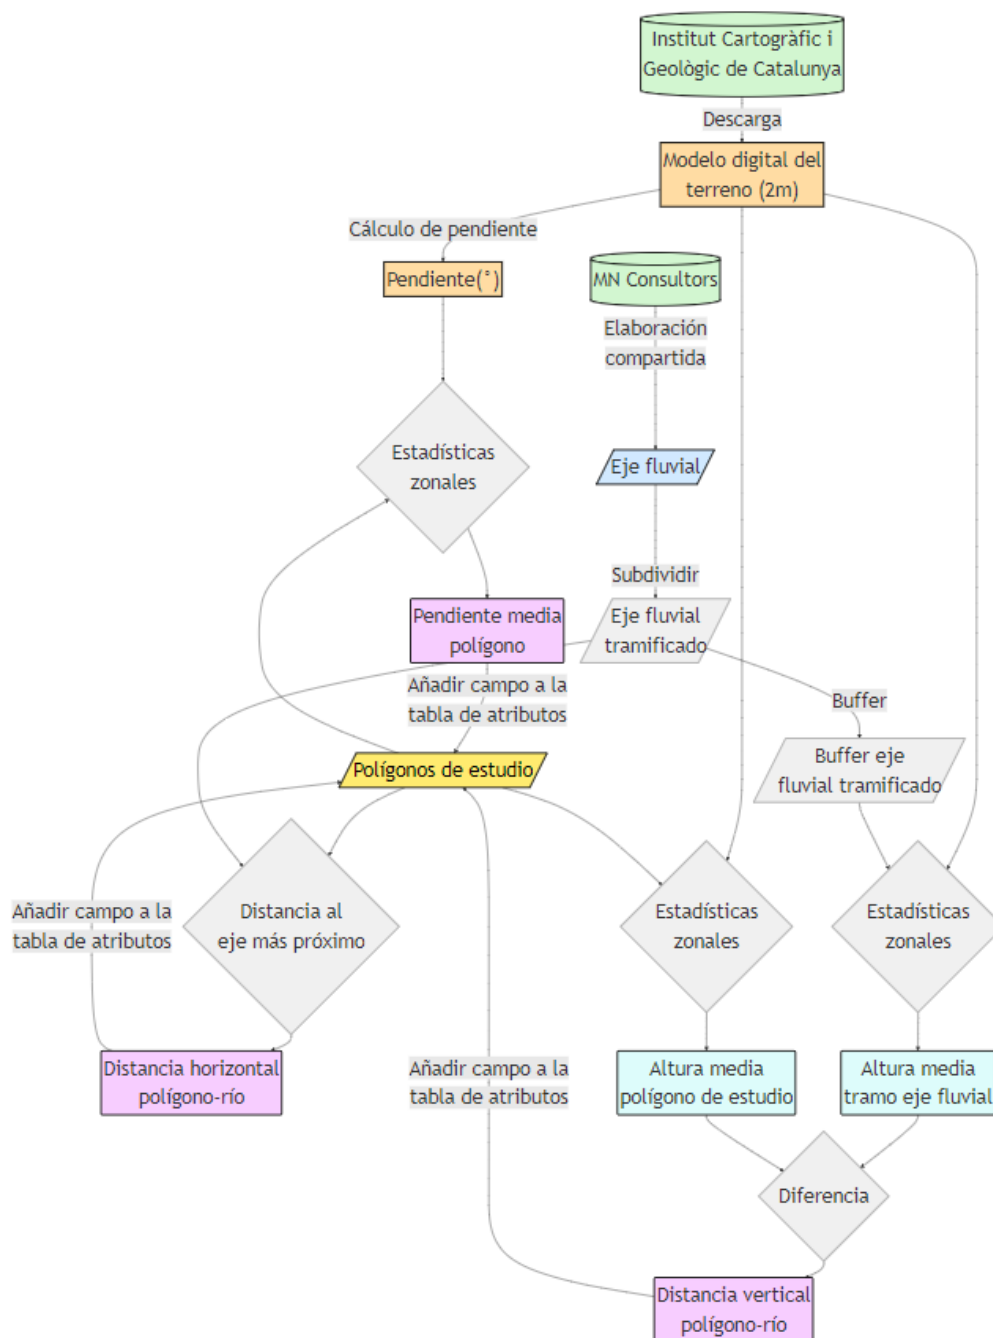 Institut Cartogràfic i
Geològic de Catalunya
Descarga
Modelo digital del
terreno (2m)
Cálculo de pendiente
Pendiente(°)
MN Consultors
Elaboración
compartida
Estadísticas
zonales
Eje fluvial
Subdividir
Pendiente media
polígono
Eje fluvial
tramificado
Añadir campo a la
tabla de atributos
Buffer
Buffer eje
fluvial tramificado
Polígonos de estudio
Añadir campo a la
tabla de atributos
Distancia al
eje más próximo
Estadísticas
zonales
Estadísticas
zonales
Distancia horizontal
polígono-río
Añadir campo a la
tabla de atributos
Altura media
polígono de estudio
Altura media
tramo eje fluvial
Diferencia
Distancia vertical
polígono-río